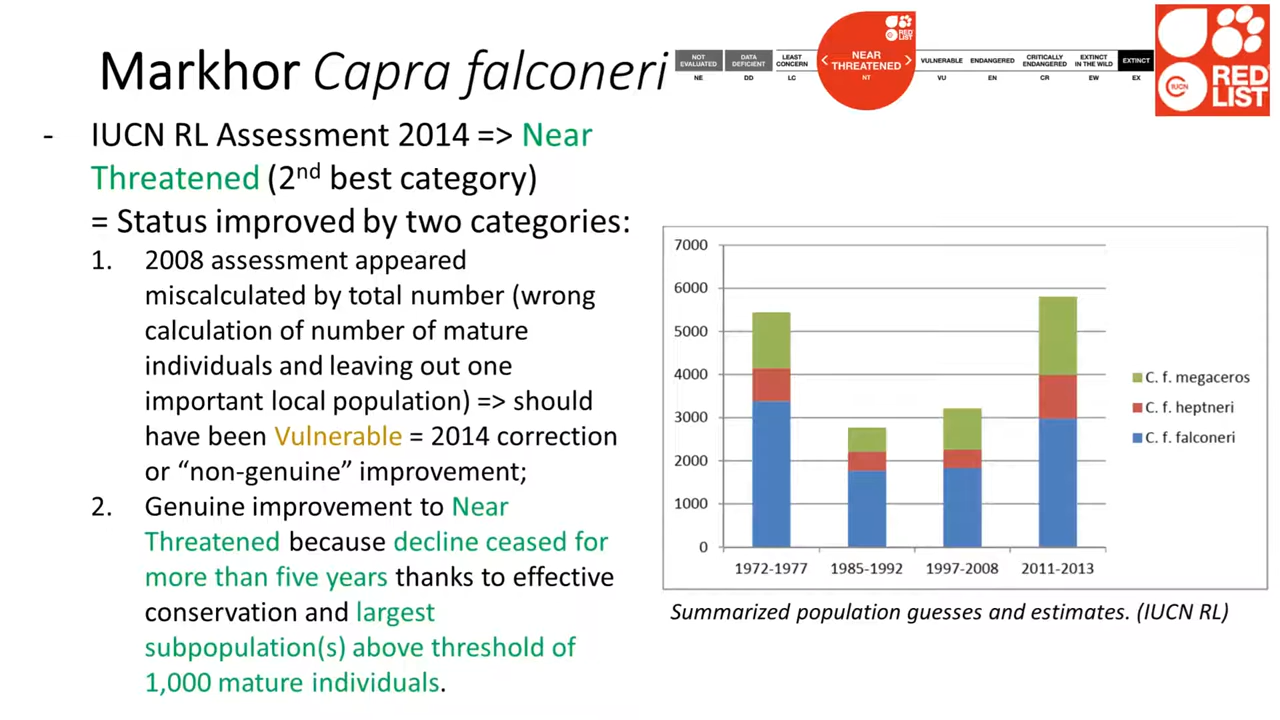 Markhor Capra falconeri
NOT EVALUATED
NE
DATA DEFICIENT
DD
LEAST CONCERN
LC
< NEAR THREATENED >
NT
VULNERABLE
VU
ENDANGERED
EN
CRITICALLY ENDANGERED
CR
EXTINCT IN THE WILD
EW
EXTINCT
EX
RED LIST
IUCN
RED
LIST
- IUCN RL Assessment 2014 => Near
Threatened (2nd best category)
= Status improved by two categories:
1. 2008 assessment appeared
miscalculated by total number (wrong
calculation of number of mature
individuals and leaving out one
important local population) => should
have been Vulnerable = 2014 correction
or “non-genuine” improvement;
2. Genuine improvement to Near
Threatened because decline ceased for
more than five years thanks to effective
conservation and largest
subpopulation(s) above threshold of
1,000 mature individuals.
7000
6000
5000
4000
3000
2000
1000
0
1972-1977 1985-1992 1997-2008 2011-2013
C. f. megaceros
C. f. heptneri
C. f. falconeri
Summarized population guesses and estimates. (IUCN RL)